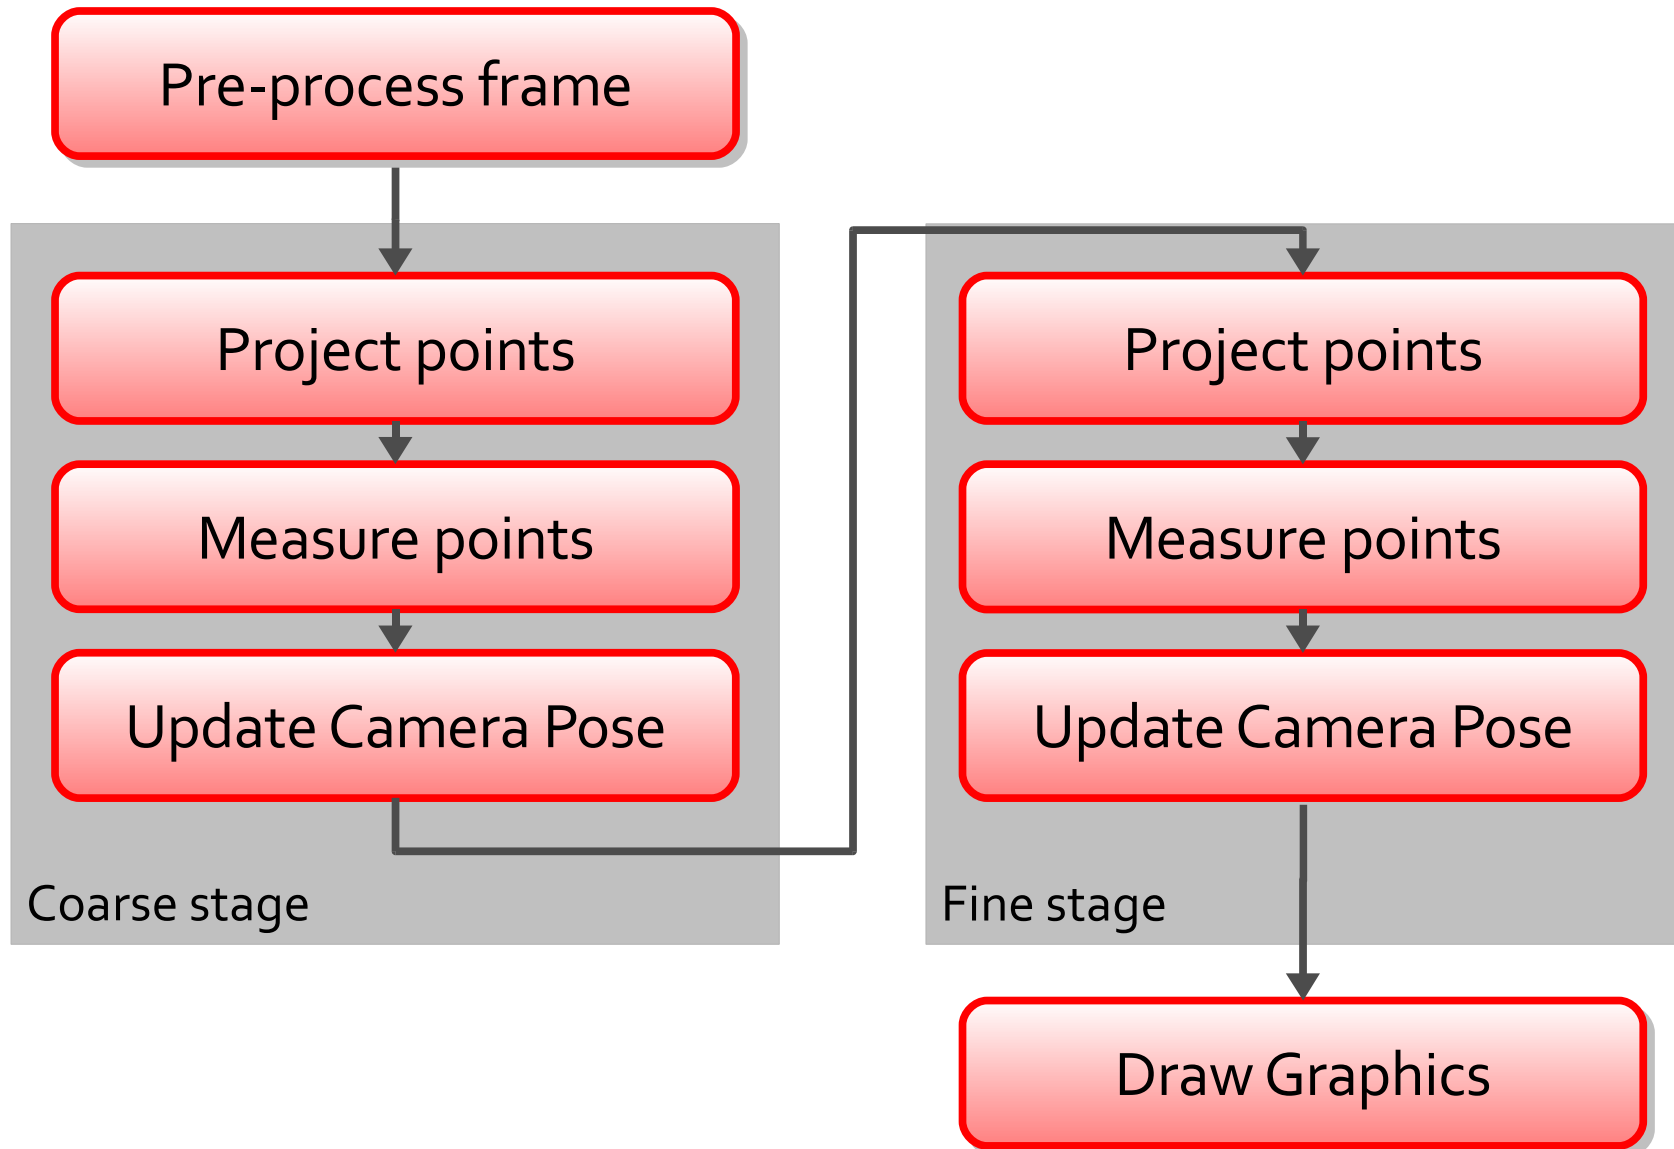 Pre-process frame
Project points
Measure points
Update Camera Pose
Coarse stage
Project points
Measure points
Update Camera Pose
Fine stage
Draw Graphics